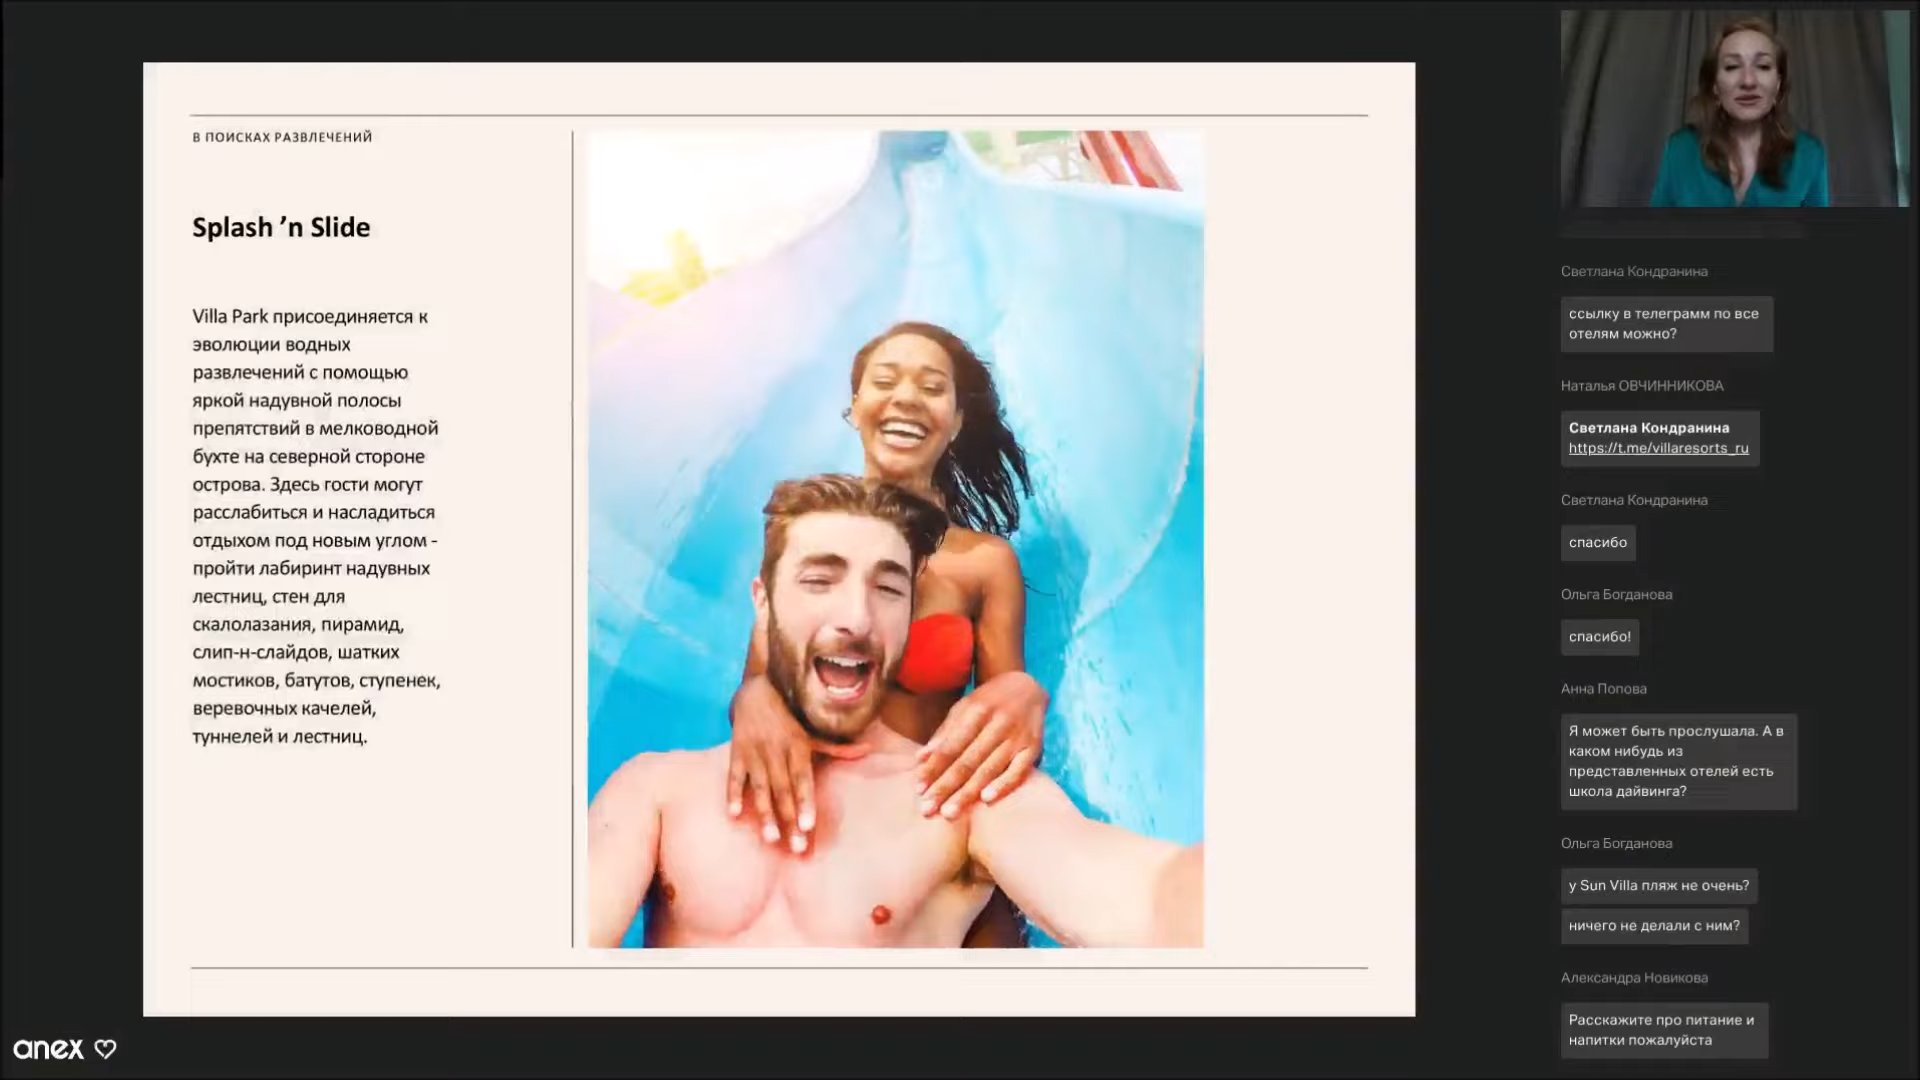 В ПОИСКАХ РАЗВЛЕЧЕНИЙ
Splash ’n Slide
Villa Park присоединяется к
эволюции водных
развлечений с помощью
яркой надувной полосы
препятствий в мелководной
бухте на северной стороне
острова. Здесь гости могут
расслабиться и насладиться
отдыхом под новым углом -
пройти лабиринт надувных
лестниц, стен для
скалолазания, пирамид,
слип-н-слайдов, шатких
мостиков, батутов, ступенек,
веревочных качелей,
туннелей и лестниц.
anex
Светлана Кондранина
ссылку в телеграмм по все
отелям можно?
Наталья ОВЧИННИКОВА
Светлана Кондранина
https://t.me/villaresorts_ru
Светлана Кондранина
спасибо
Ольга Богданова
спасибо!
Анна Попова
Я может быть прослушала. А в
каком нибудь из
представленных отелей есть
школа дайвинга?
Ольга Богданова
у Sun Villa пляж не очень?
ничего не делали с ним?
Александра Новикова
Расскажите про питание и
напитки пожалуйста